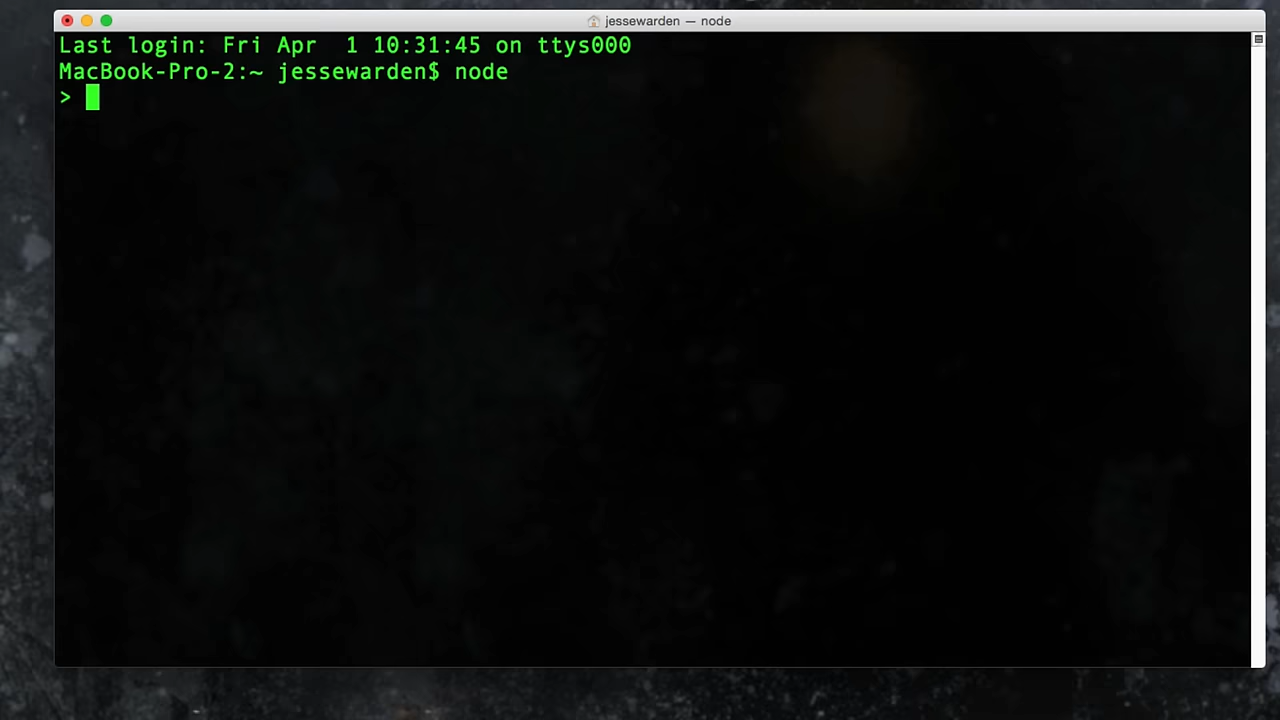 jessewarden — node
Last login: Fri Apr  1 10:31:45 on ttys000
MacBook-Pro-2:~ jessewarden$ node
>